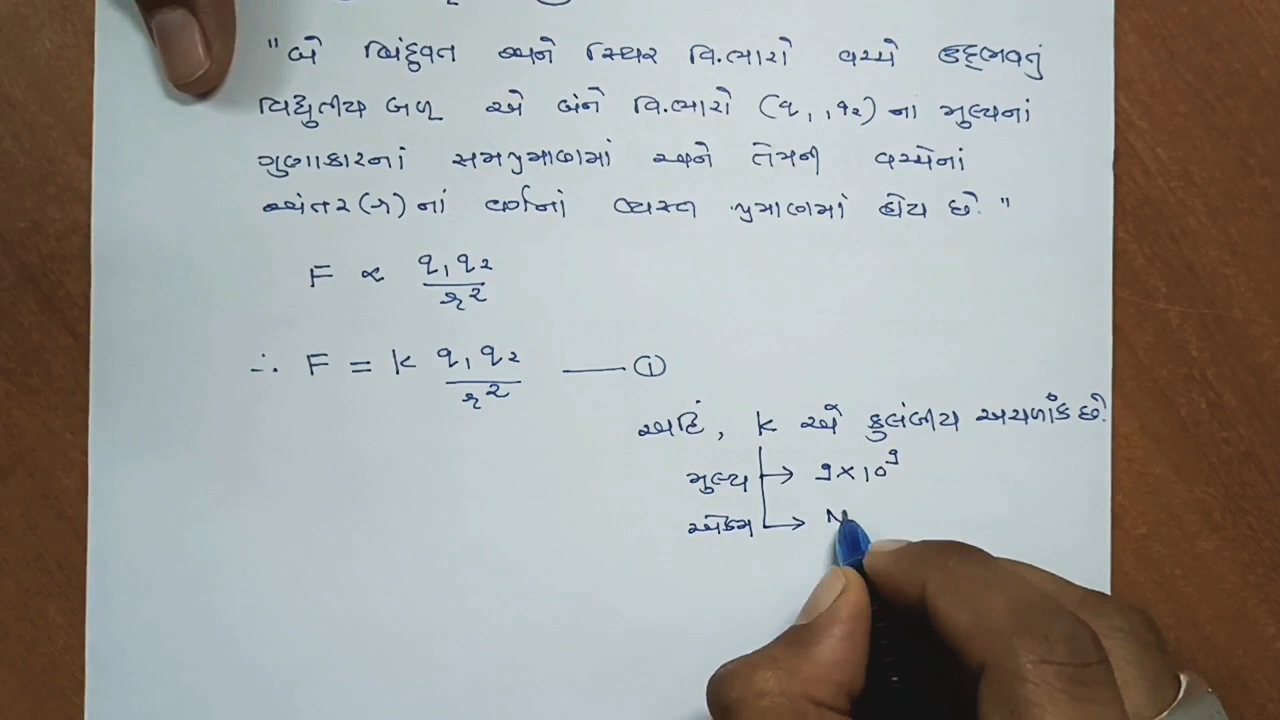 "બે બિંદુવત અને સ્થિર વિ.ભારો વચ્ચે ઉદ્દભવતું
વિદ્યુતીય બળ એ બંને વિ.ભારો (q₁, q₂) ના મુલ્યનાં
ગુણાકારનાં સમપ્રમાણમાં અને તેમની વચ્ચેનાં
અંતર (r) નાં વર્ગનાં વ્યસ્ત પ્રમાણમાં હોય છે."
F ∝ q₁q₂ / r²
∴ F = k q₁q₂ / r² —— ①
અહિં, k એ કુલંબીય અચળાંક છે.
મુલ્ય → 9×10⁹
એકમ → N